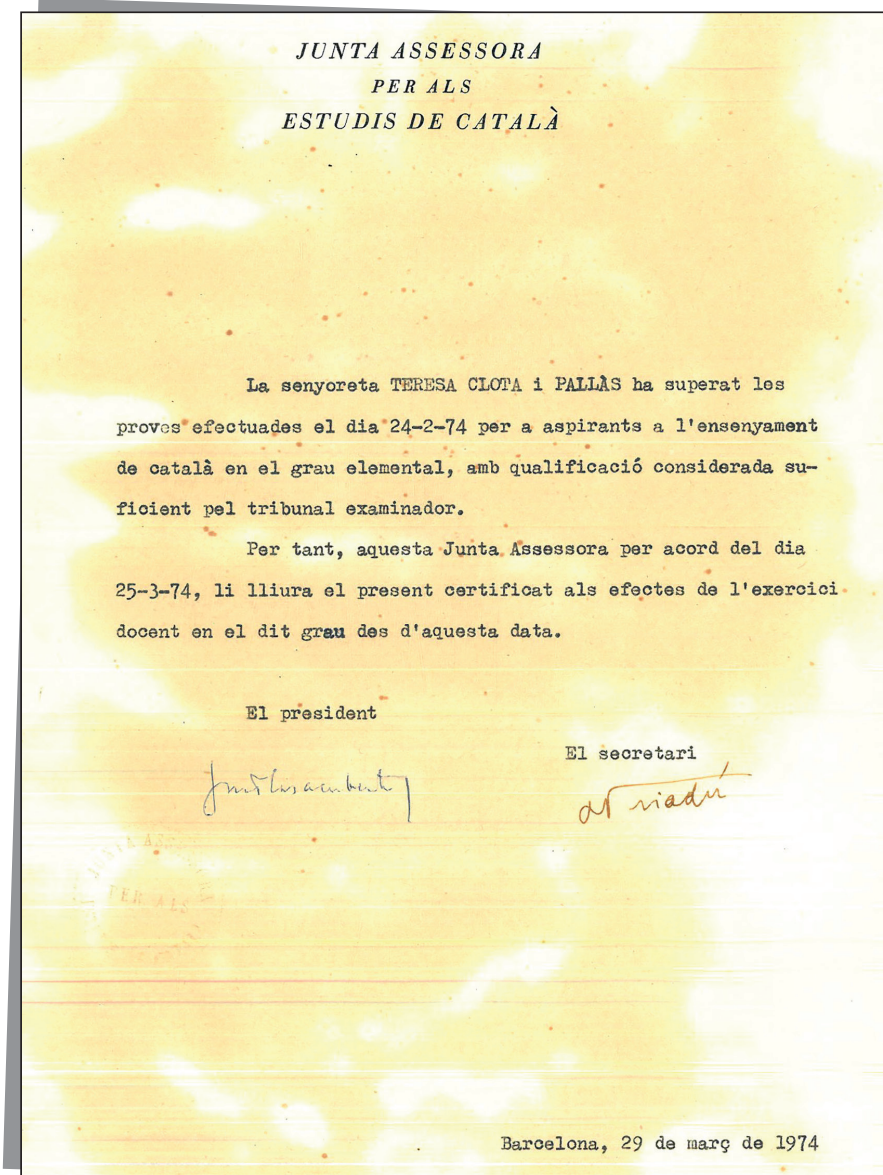 JUNTA ASSESSORA
PER ALS
ESTUDIS DE CATALÀ
La senyoreta TERESA CLOTA i PALLÀS ha superat les
proves efectuades el dia 24-2-74 per a aspirants a l'ensenyament
de català en el grau elemental, amb qualificació considerada su-
ficient pel tribunal examinador.
Per tant, aquesta Junta Assessora per acord del dia
25-3-74, li lliura el present certificat als efectes de l'exercici
docent en el dit grau des d'aquesta data.
El president
El secretari
JUNTA ASSES
PER ALS
Barcelona, 29 de març de 1974